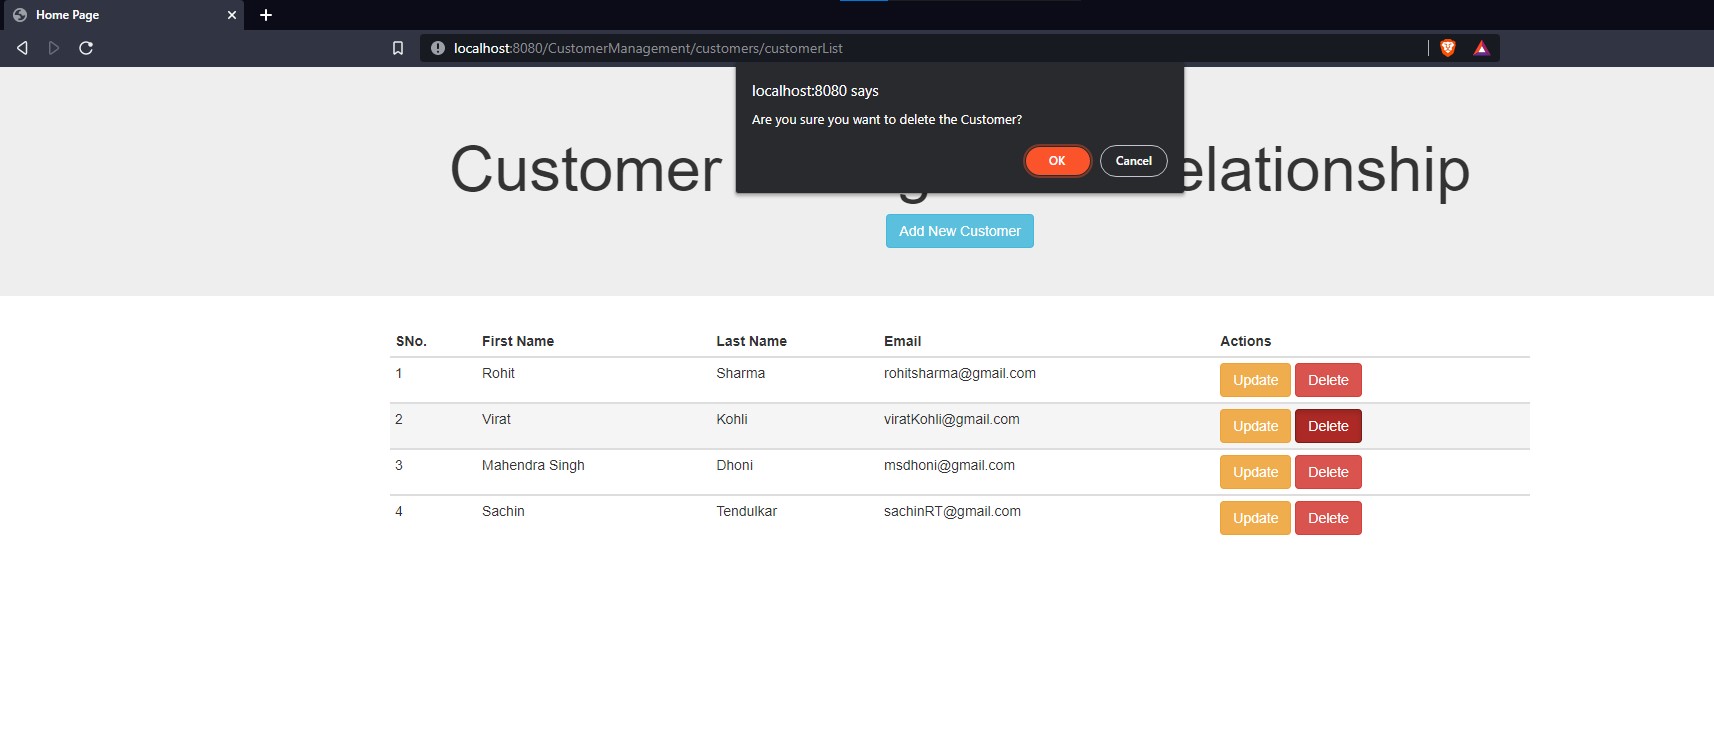 Home Page
localhost:8080/CustomerManagement/customers/customerList
localhost:8080 says
Are you sure you want to delete the Customer?
OK Cancel
Customer
Add New Customer
SNo. First Name Last Name Email Actions
1 Rohit Sharma rohitsharma@gmail.com Update Delete
2 Virat Kohli viratKohli@gmail.com Update Delete
3 Mahendra Singh Dhoni msdhoni@gmail.com Update Delete
4 Sachin Tendulkar sachinRT@gmail.com Update Delete